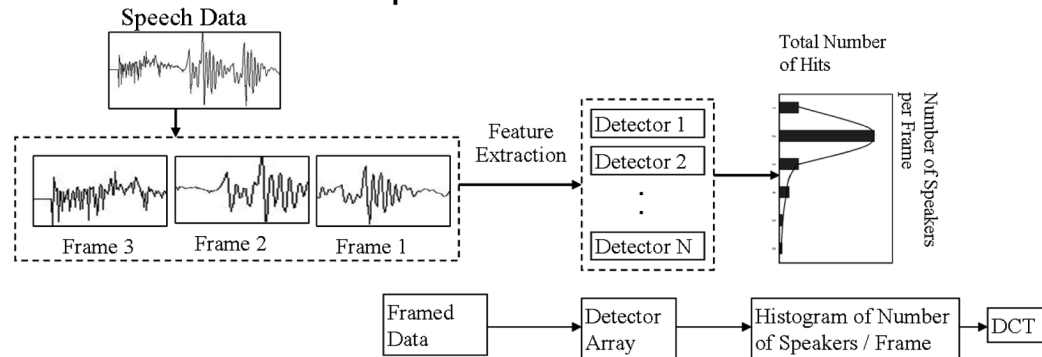 Speech Data
Total Number
of Hits
Number of Speakers
per Frame
Feature
Extraction
Detector 1
Detector 2
.
.
Detector N
Frame 3
Frame 2
Frame 1
Framed
Data
Detector
Array
Histogram of Number
of Speakers / Frame
DCT